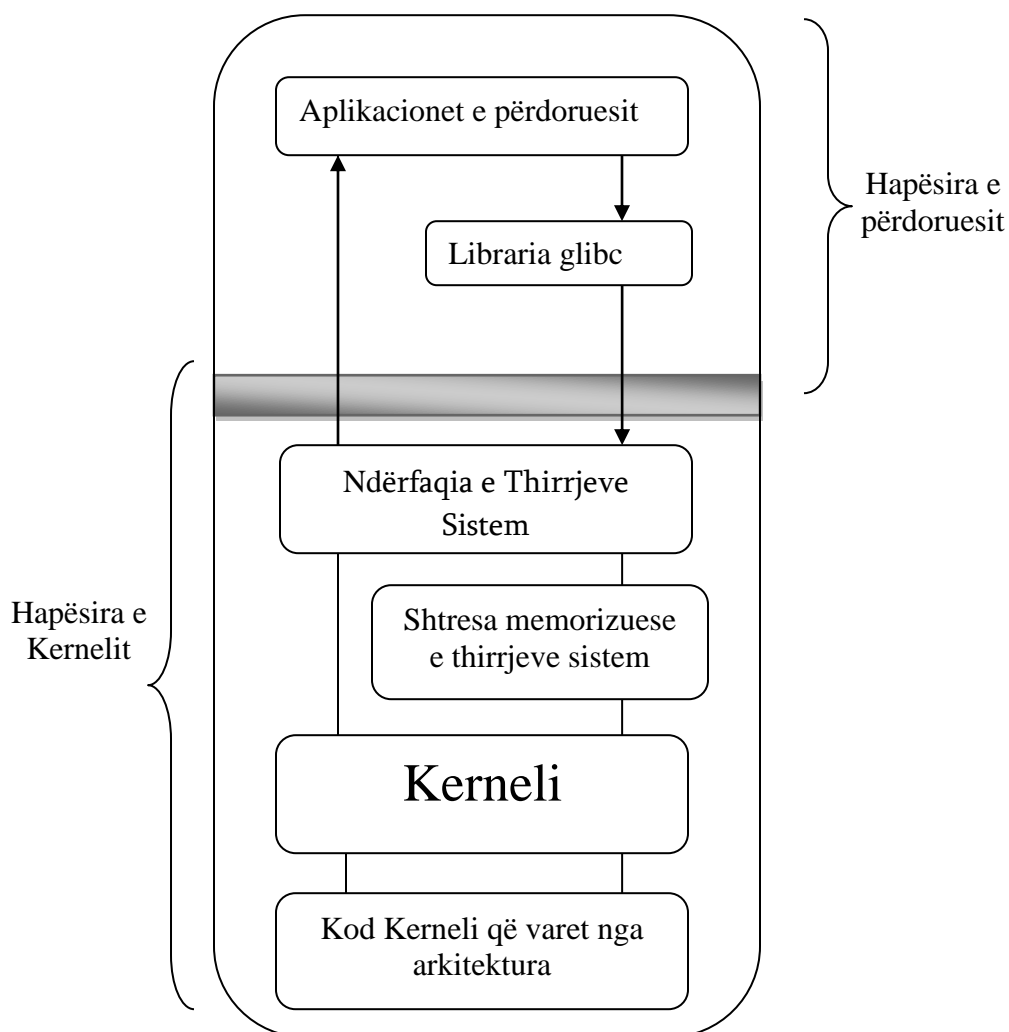 Aplikacionet e përdoruesit
Hapësira e
përdoruesit
Libraria glibc
Ndërfaqia e Thirrjeve
Sistem
Hapësira e
Kernelit
Shtresa memorizuese
e thirrjeve sistem
Kerneli
Kod Kerneli që varet nga
arkitektura